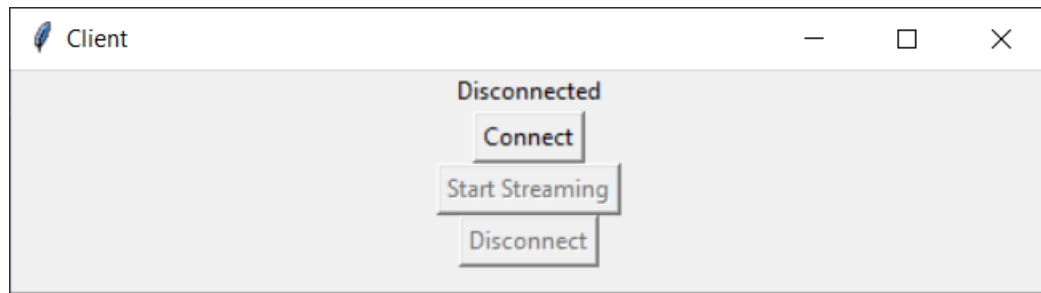 Client
Disconnected
Connect
Start Streaming
Disconnect